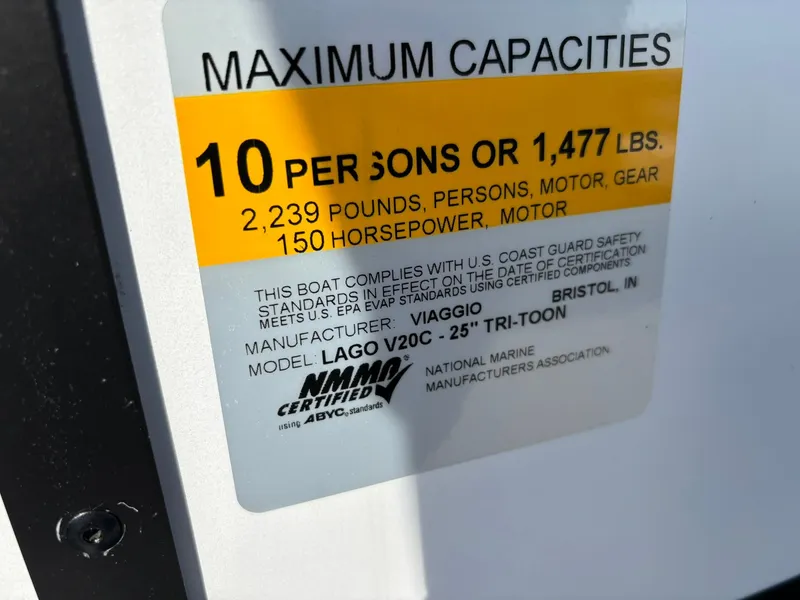 MAXIMUM CAPACITIES
10 PERSONS OR 1,477 LBS.
2,239 POUNDS, PERSONS, MOTOR, GEAR
150 HORSEPOWER, MOTOR
THIS BOAT COMPLIES WITH U.S. COAST GUARD SAFETY
STANDARDS IN EFFECT ON THE DATE OF CERTIFICATION
MEETS U.S. EPA EVAP STANDARDS USING CERTIFIED COMPONENTS
MANUFACTURER: VIAGGIO BRISTOL, IN
MODEL: LAGO V20C - 25" TRI-TOON
NMMA®
CERTIFIED
using ABYC® standards
NATIONAL MARINE
MANUFACTURERS ASSOCIATION